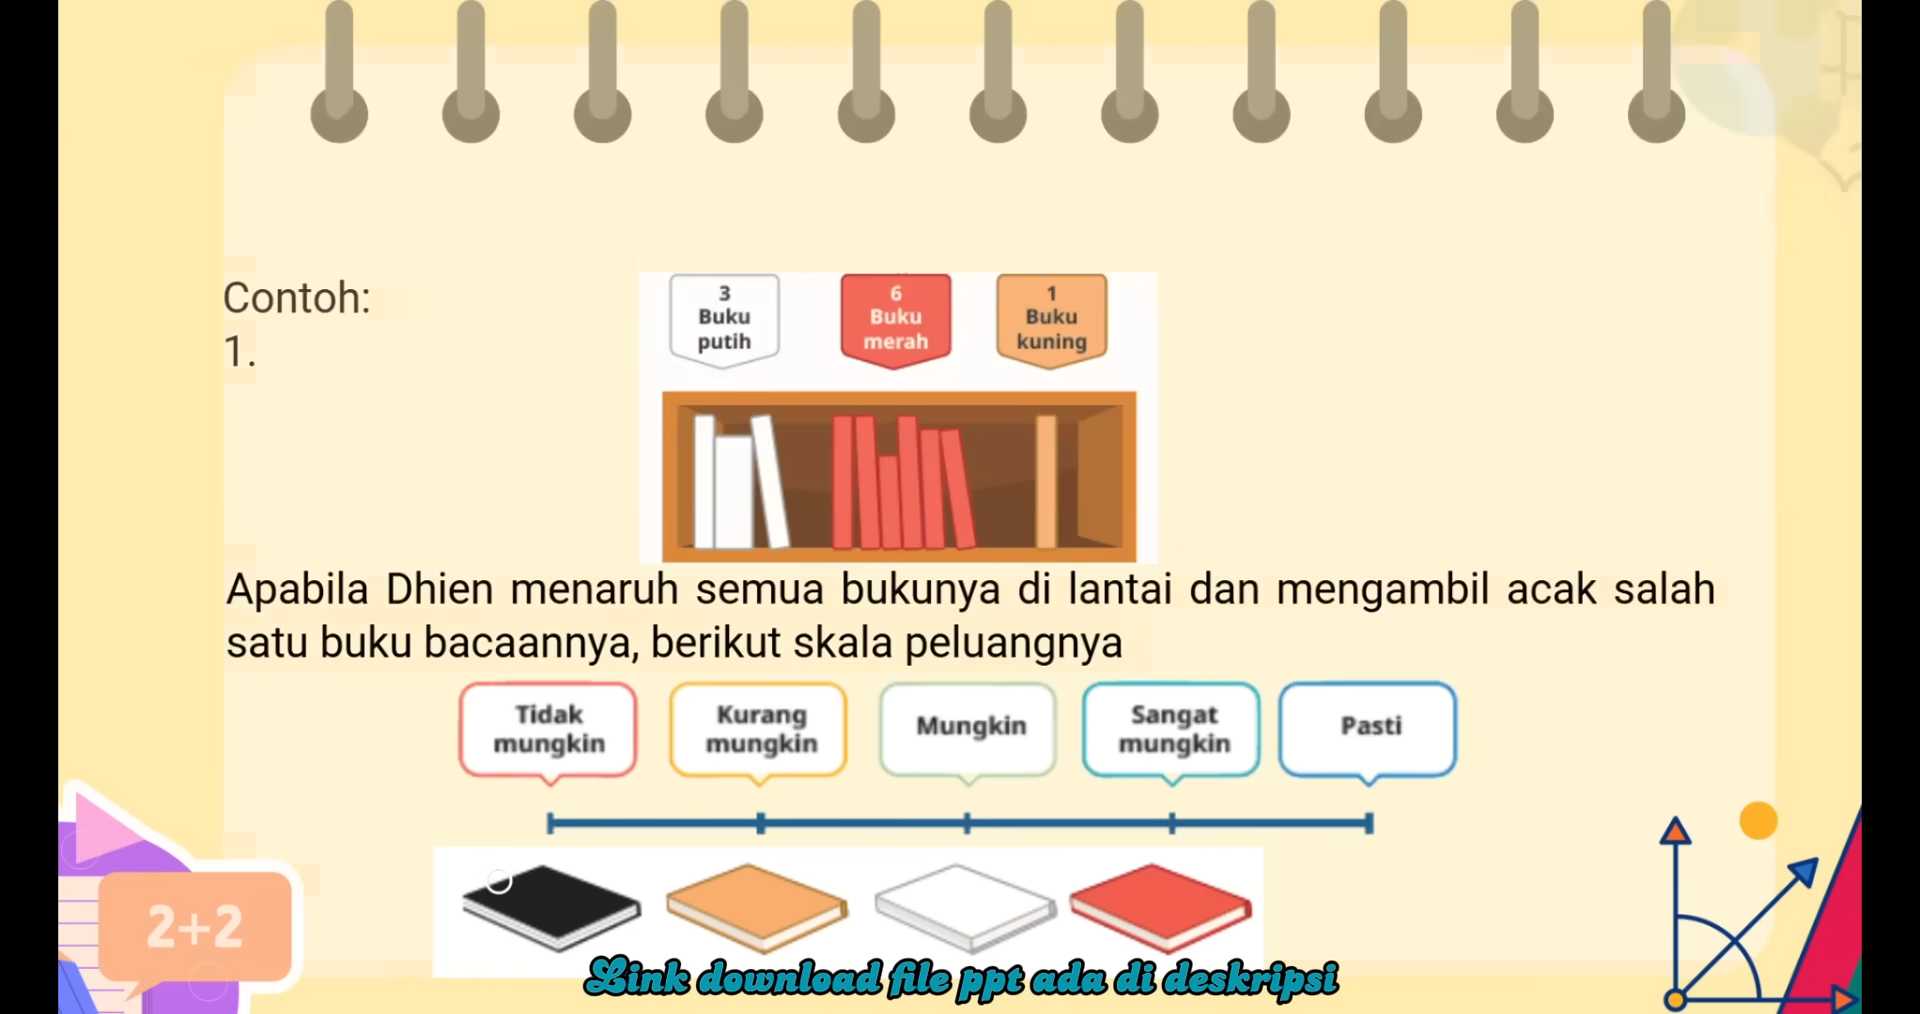 Contoh:
1.
3
Buku
putih
6
Buku
merah
1
Buku
kuning
Apabila Dhien menaruh semua bukunya di lantai dan mengambil acak salah
satu buku bacaannya, berikut skala peluangnya
Tidak
mungkin
Kurang
mungkin
Mungkin
Sangat
mungkin
Pasti
2+2
Link download file ppt ada di deskripsi